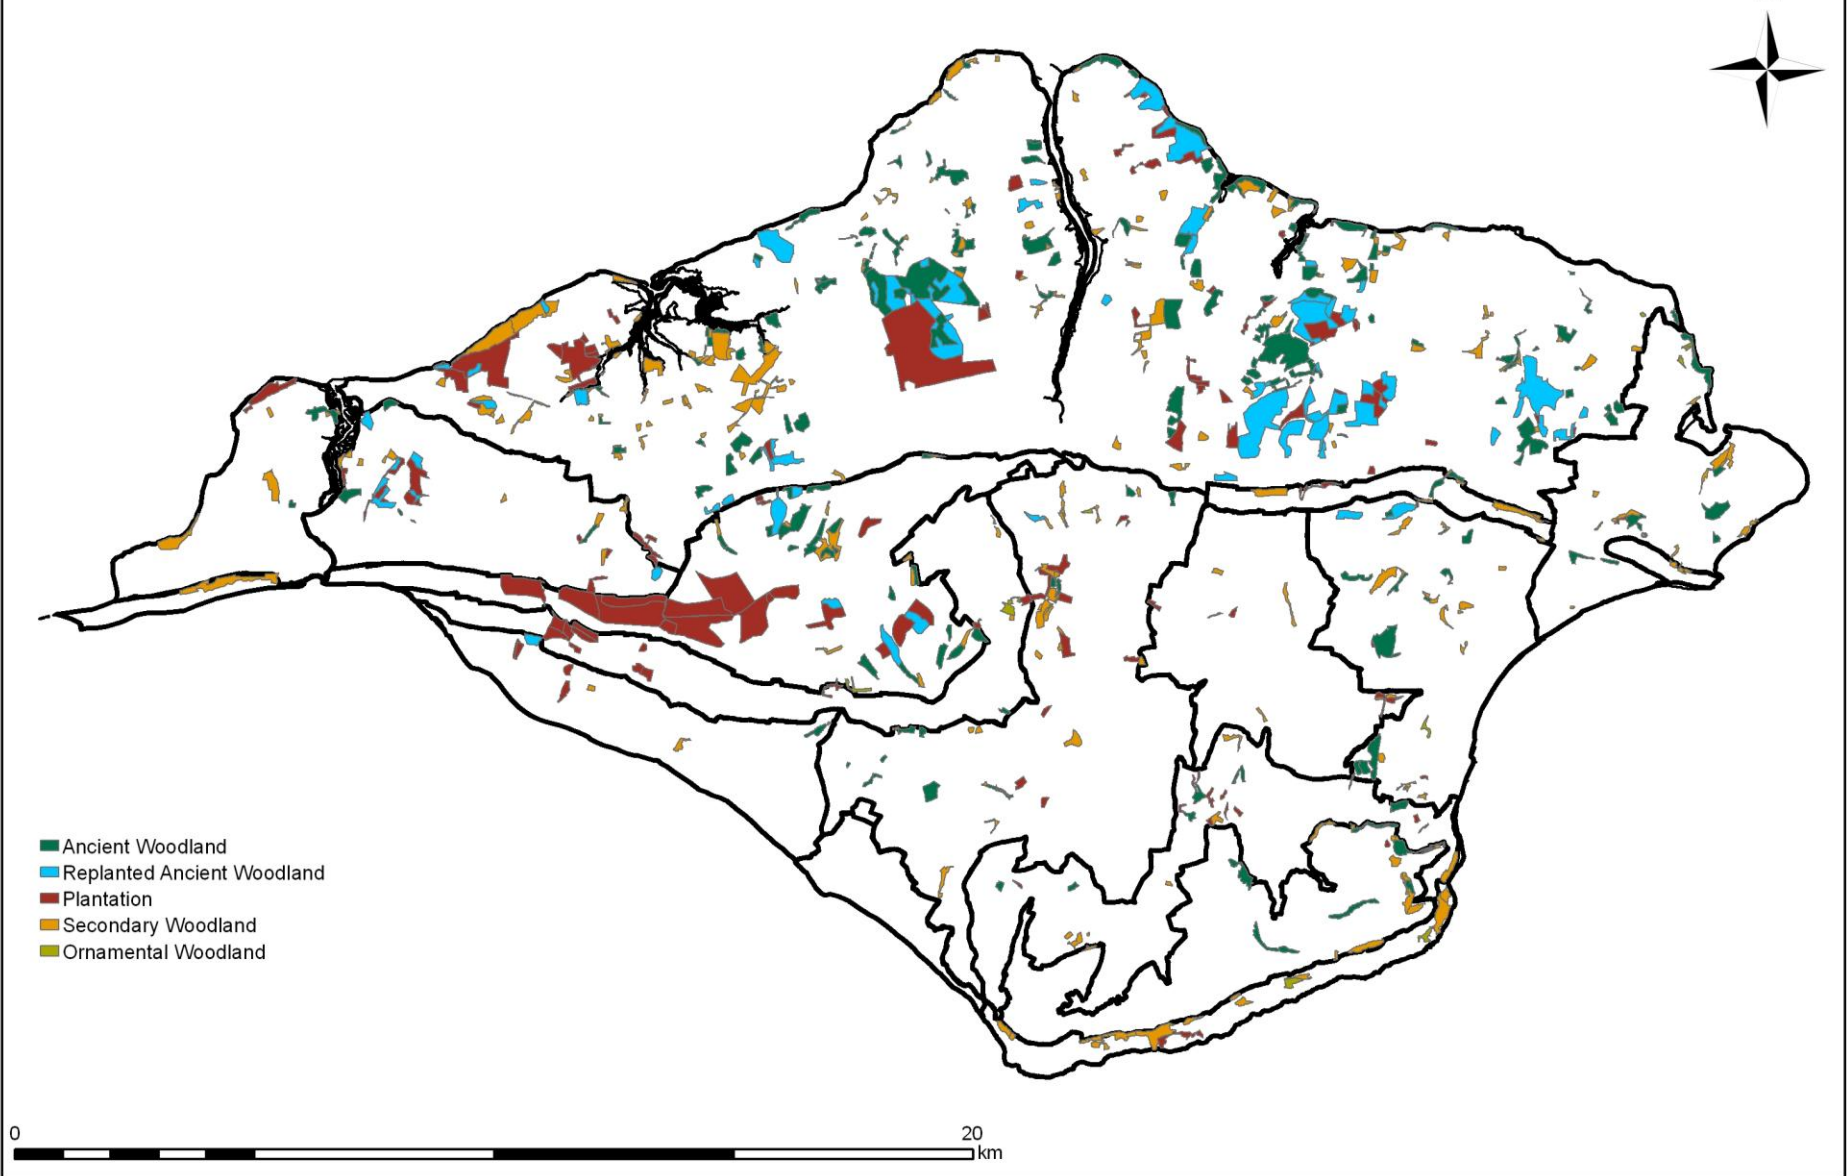 Ancient Woodland
Replanted Ancient Woodland
Plantation
Secondary Woodland
Ornamental Woodland
0 20
km